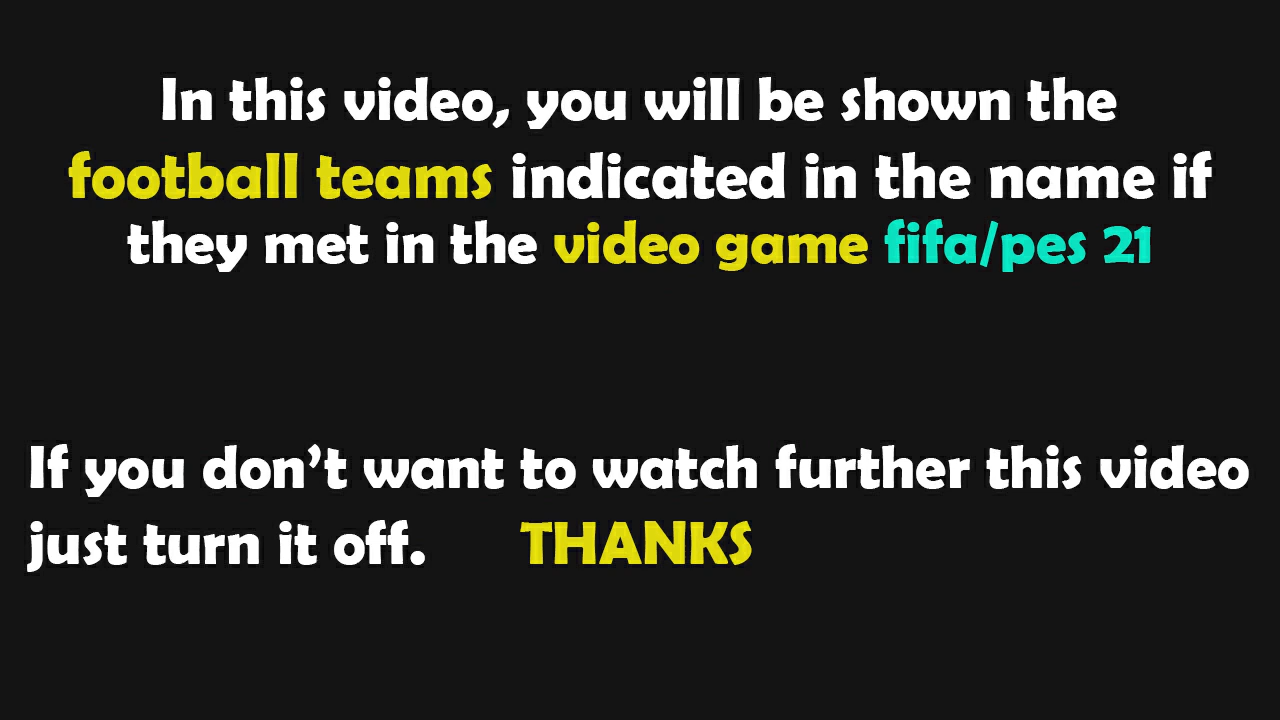 In this video, you will be shown the
football teams indicated in the name if
they met in the video game fifa/pes 21
If you don’t want to watch further this video
just turn it off. THANKS